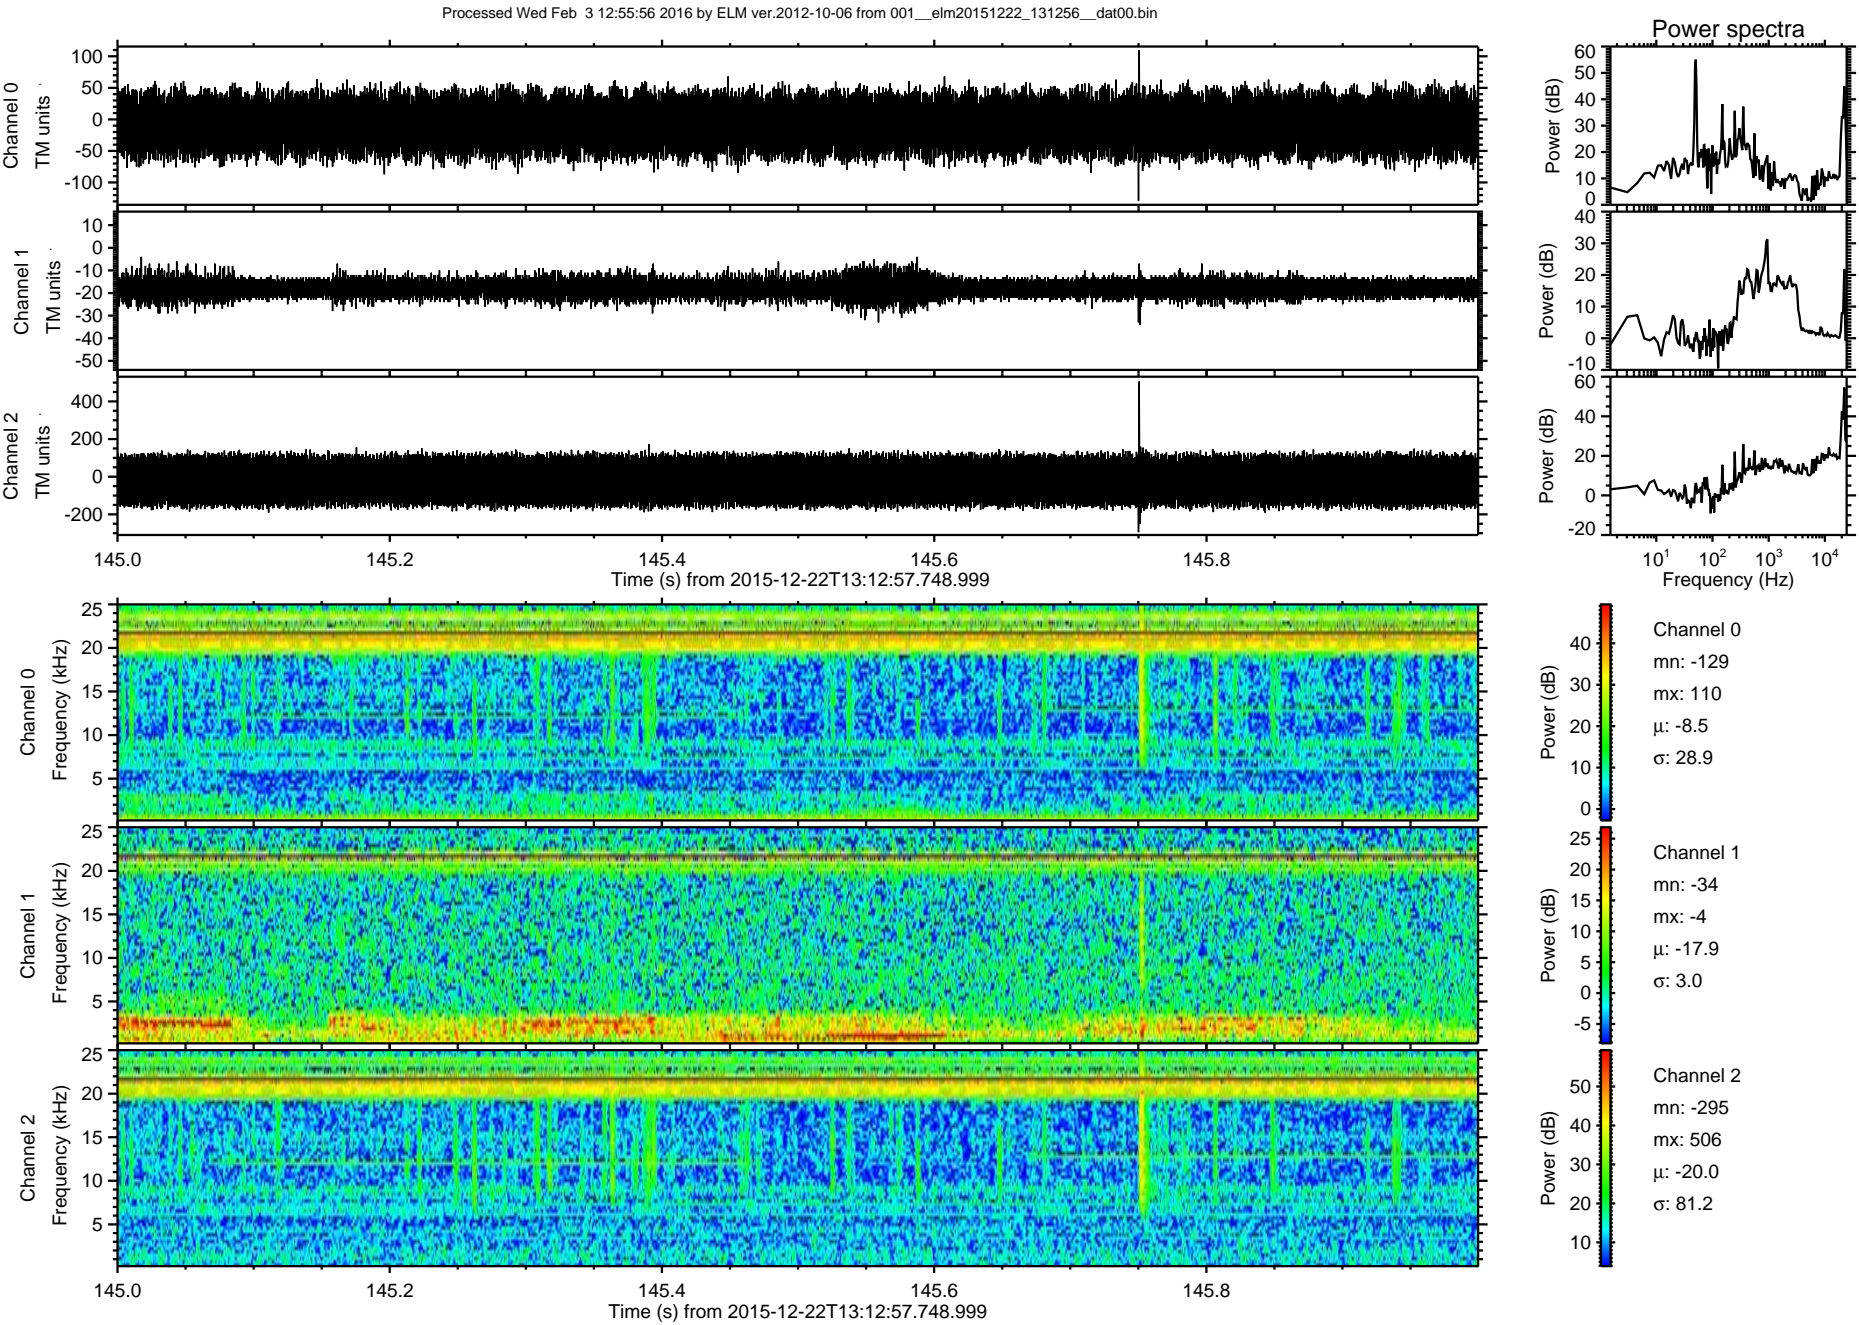 Processed Wed Feb  3 12:55:56 2016 by ELM ver.2012-10-06 from 001__elm20151222_131256__dat00.bin
Power spectra
Channel 0
TM units
100
50
0
-50
-100
Power (dB)
60
50
40
30
20
10
0
Channel 1
TM units
10
0
-10
-20
-30
-40
-50
Power (dB)
40
30
20
10
0
-10
Channel 2
TM units
400
200
0
-200
Power (dB)
60
40
20
0
-20
145.0 145.2 145.4 145.6 145.8
Time (s) from 2015-12-22T13:12:57.748.999
10^1 10^2 10^3 10^4
Frequency (Hz)
Channel 0
Frequency (kHz)
25
20
15
10
5
Power (dB)
40
30
20
10
0
Channel 0
mn: -129
mx: 110
μ: -8.5
σ: 28.9
Channel 1
Frequency (kHz)
25
20
15
10
5
Power (dB)
25
20
15
10
5
0
-5
Channel 1
mn: -34
mx: -4
μ: -17.9
σ: 3.0
Channel 2
Frequency (kHz)
25
20
15
10
5
Power (dB)
50
40
30
20
10
Channel 2
mn: -295
mx: 506
μ: -20.0
σ: 81.2
145.0 145.2 145.4 145.6 145.8
Time (s) from 2015-12-22T13:12:57.748.999